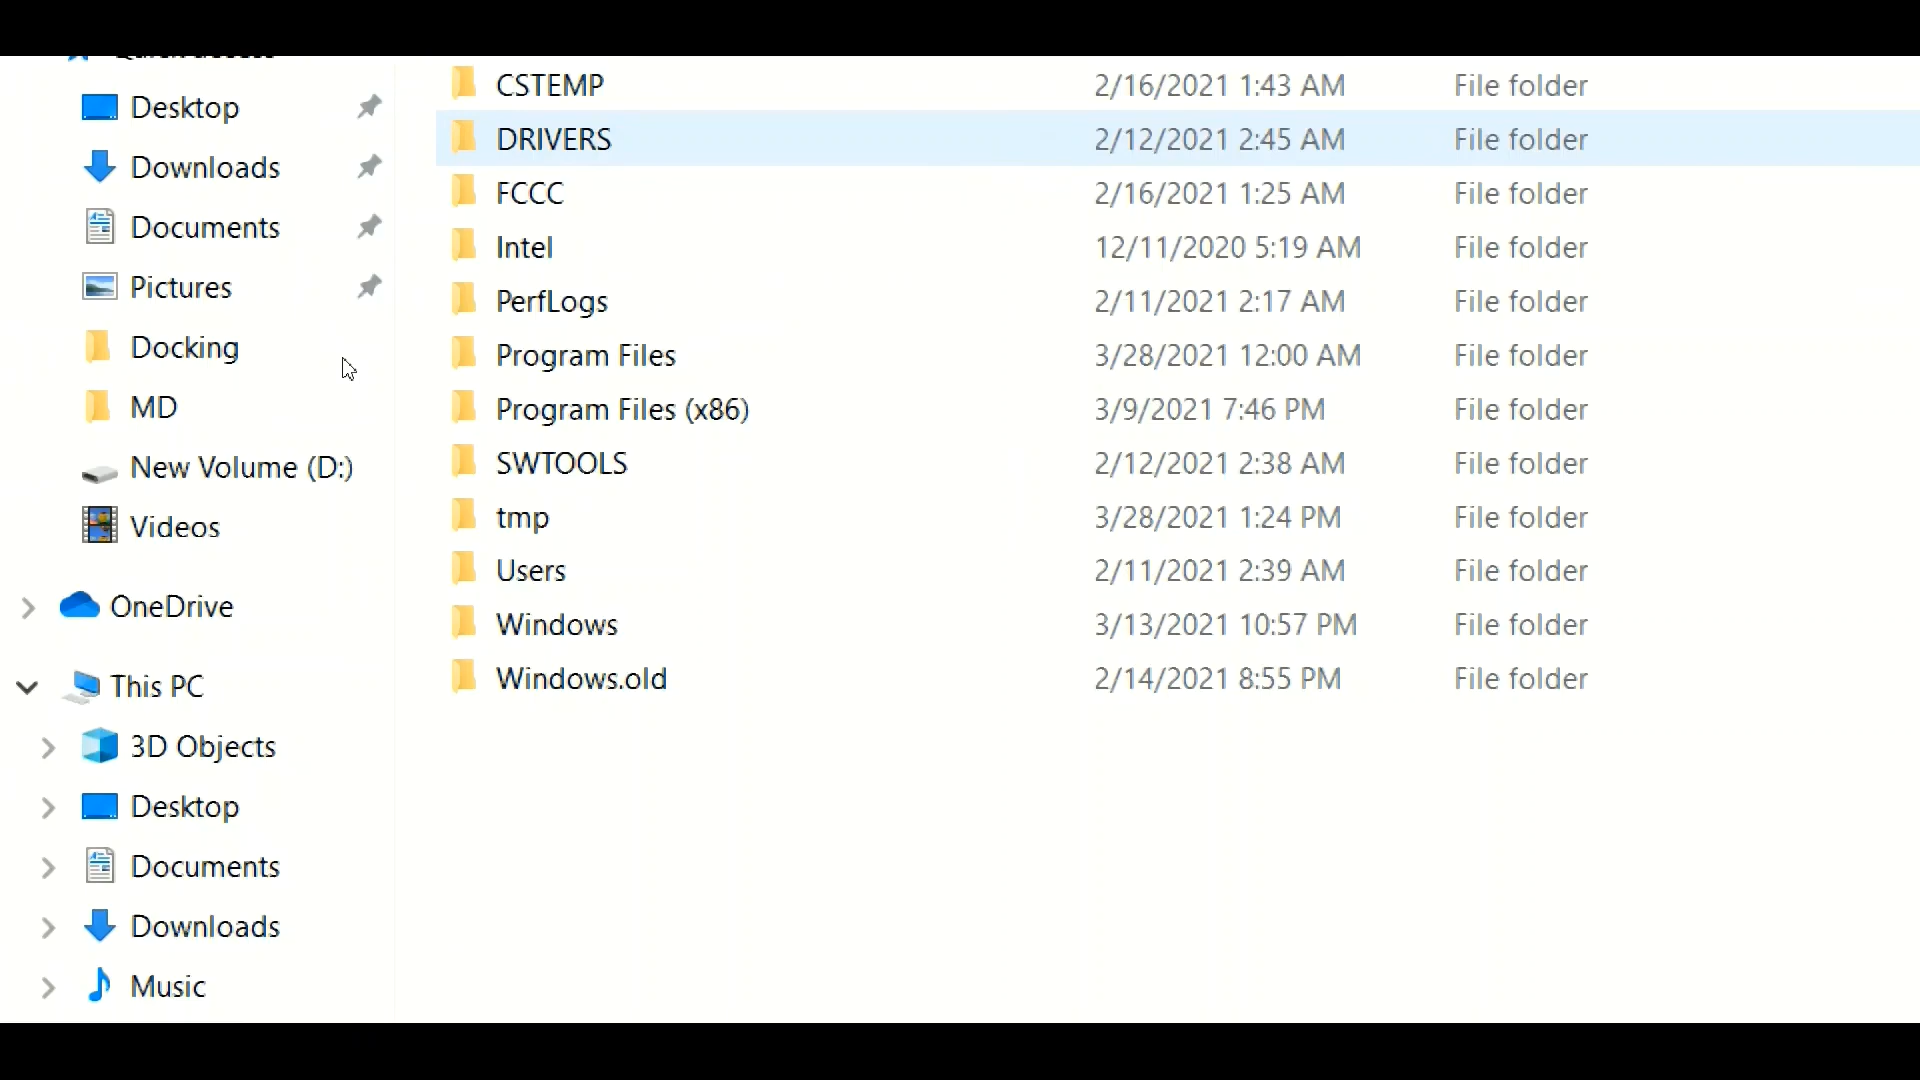 Quick access
Desktop
Downloads
Documents
Pictures
Docking
MD
New Volume (D:)
Videos
OneDrive
This PC
3D Objects
Desktop
Documents
Downloads
Music
CSTEMP 2/16/2021 1:43 AM File folder
DRIVERS 2/12/2021 2:45 AM File folder
FCCC 2/16/2021 1:25 AM File folder
Intel 12/11/2020 5:19 AM File folder
PerfLogs 2/11/2021 2:17 AM File folder
Program Files 3/28/2021 12:00 AM File folder
Program Files (x86) 3/9/2021 7:46 PM File folder
SWTOOLS 2/12/2021 2:38 AM File folder
tmp 3/28/2021 1:24 PM File folder
Users 2/11/2021 2:39 AM File folder
Windows 3/13/2021 10:57 PM File folder
Windows.old 2/14/2021 8:55 PM File folder